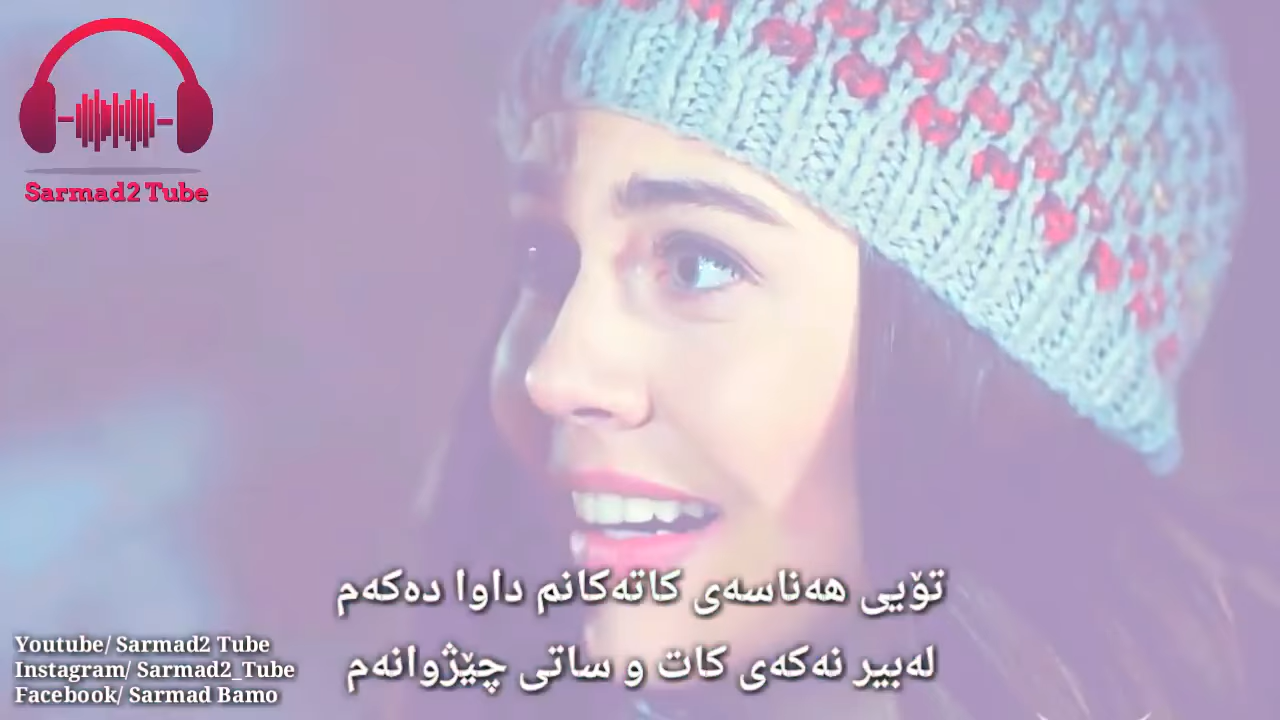 Sarmad2 Tube
تۆیی هەناسەی کاتەکانم داوا دەکەم
لەبیر نەکەی کات و ساتی چێژوانەم
Youtube/ Sarmad2 Tube
Instagram/ Sarmad2_Tube
Facebook/ Sarmad Bamo